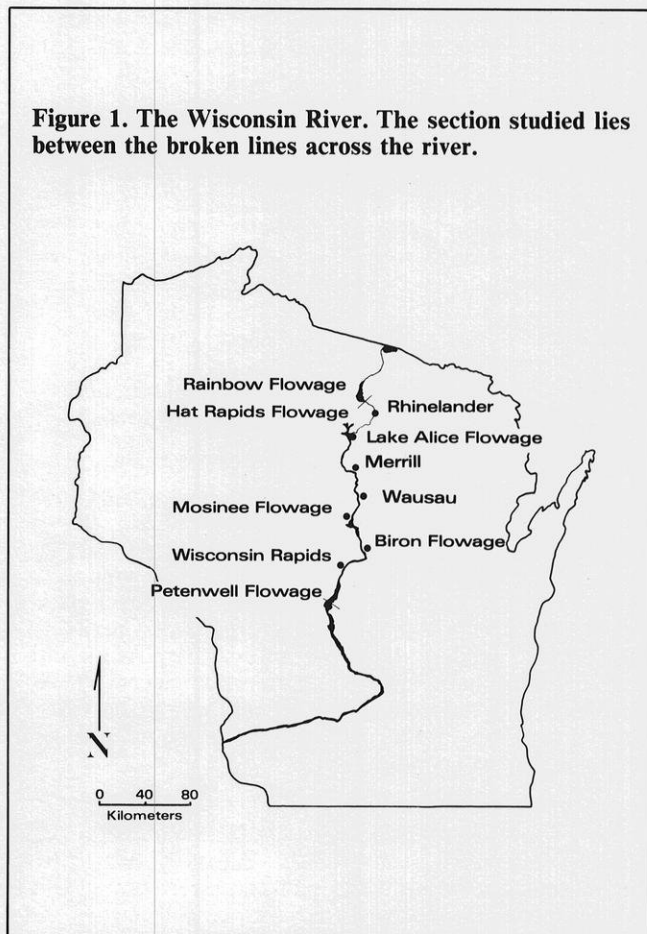 Figure 1. The Wisconsin River. The section studied lies
between the broken lines across the river.
Rainbow Flowage
Hat Rapids Flowage
Rhinelander
Lake Alice Flowage
Merrill
Wausau
Mosinee Flowage
Biron Flowage
Wisconsin Rapids
Petenwell Flowage
N
0 40 80
Kilometers